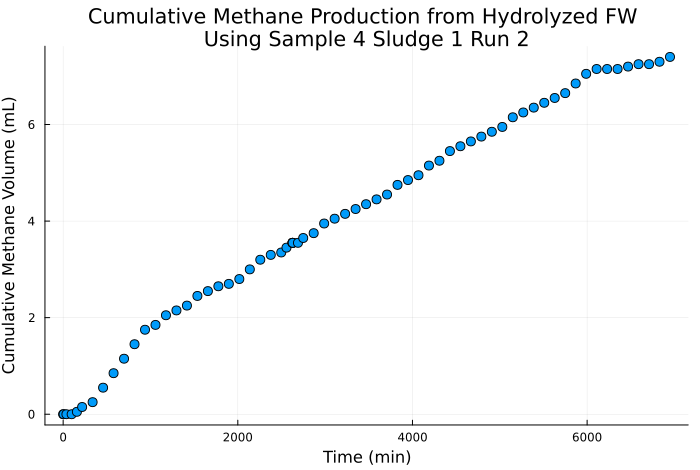 Cumulative Methane Production from Hydrolyzed FW
Using Sample 4 Sludge 1 Run 2
Cumulative Methane Volume (mL)
6
4
2
0
0 2000 4000 6000
Time (min)